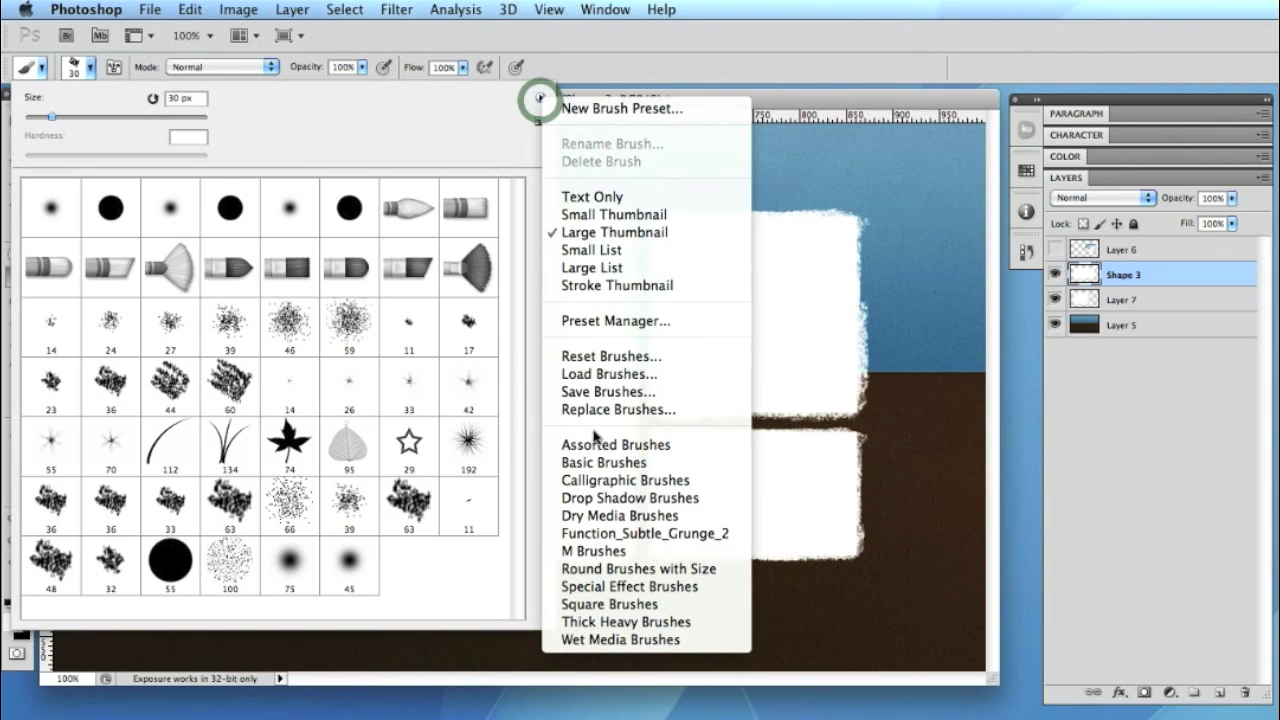 Photoshop File Edit Image Layer Select Filter Analysis 3D View Window Help
Ps Br Mb 100%
30 Mode: Normal Opacity: 100% Flow: 100%
Size: 30 px
Hardness:
14 24 27 39 46 59 11 17
23 36 44 60 14 26 33 42
55 70 112 134 74 95 29 192
36 36 33 63 66 39 63 11
48 32 55 100 75 45
New Brush Preset...
Rename Brush...
Delete Brush
Text Only
Small Thumbnail
✓ Large Thumbnail
Small List
Large List
Stroke Thumbnail
Preset Manager...
Reset Brushes...
Load Brushes...
Save Brushes...
Replace Brushes...
Assorted Brushes
Basic Brushes
Calligraphic Brushes
Drop Shadow Brushes
Dry Media Brushes
Function_Subtle_Grunge_2
M Brushes
Round Brushes with Size
Special Effect Brushes
Square Brushes
Thick Heavy Brushes
Wet Media Brushes
750 800 850 900 950
100% Exposure works in 32-bit only
ku
PARAGRAPH
CHARACTER
COLOR
LAYERS
Normal Opacity: 100%
Lock: Fill: 100%
Layer 6
Shape 3
Layer 7
Layer 5
fx